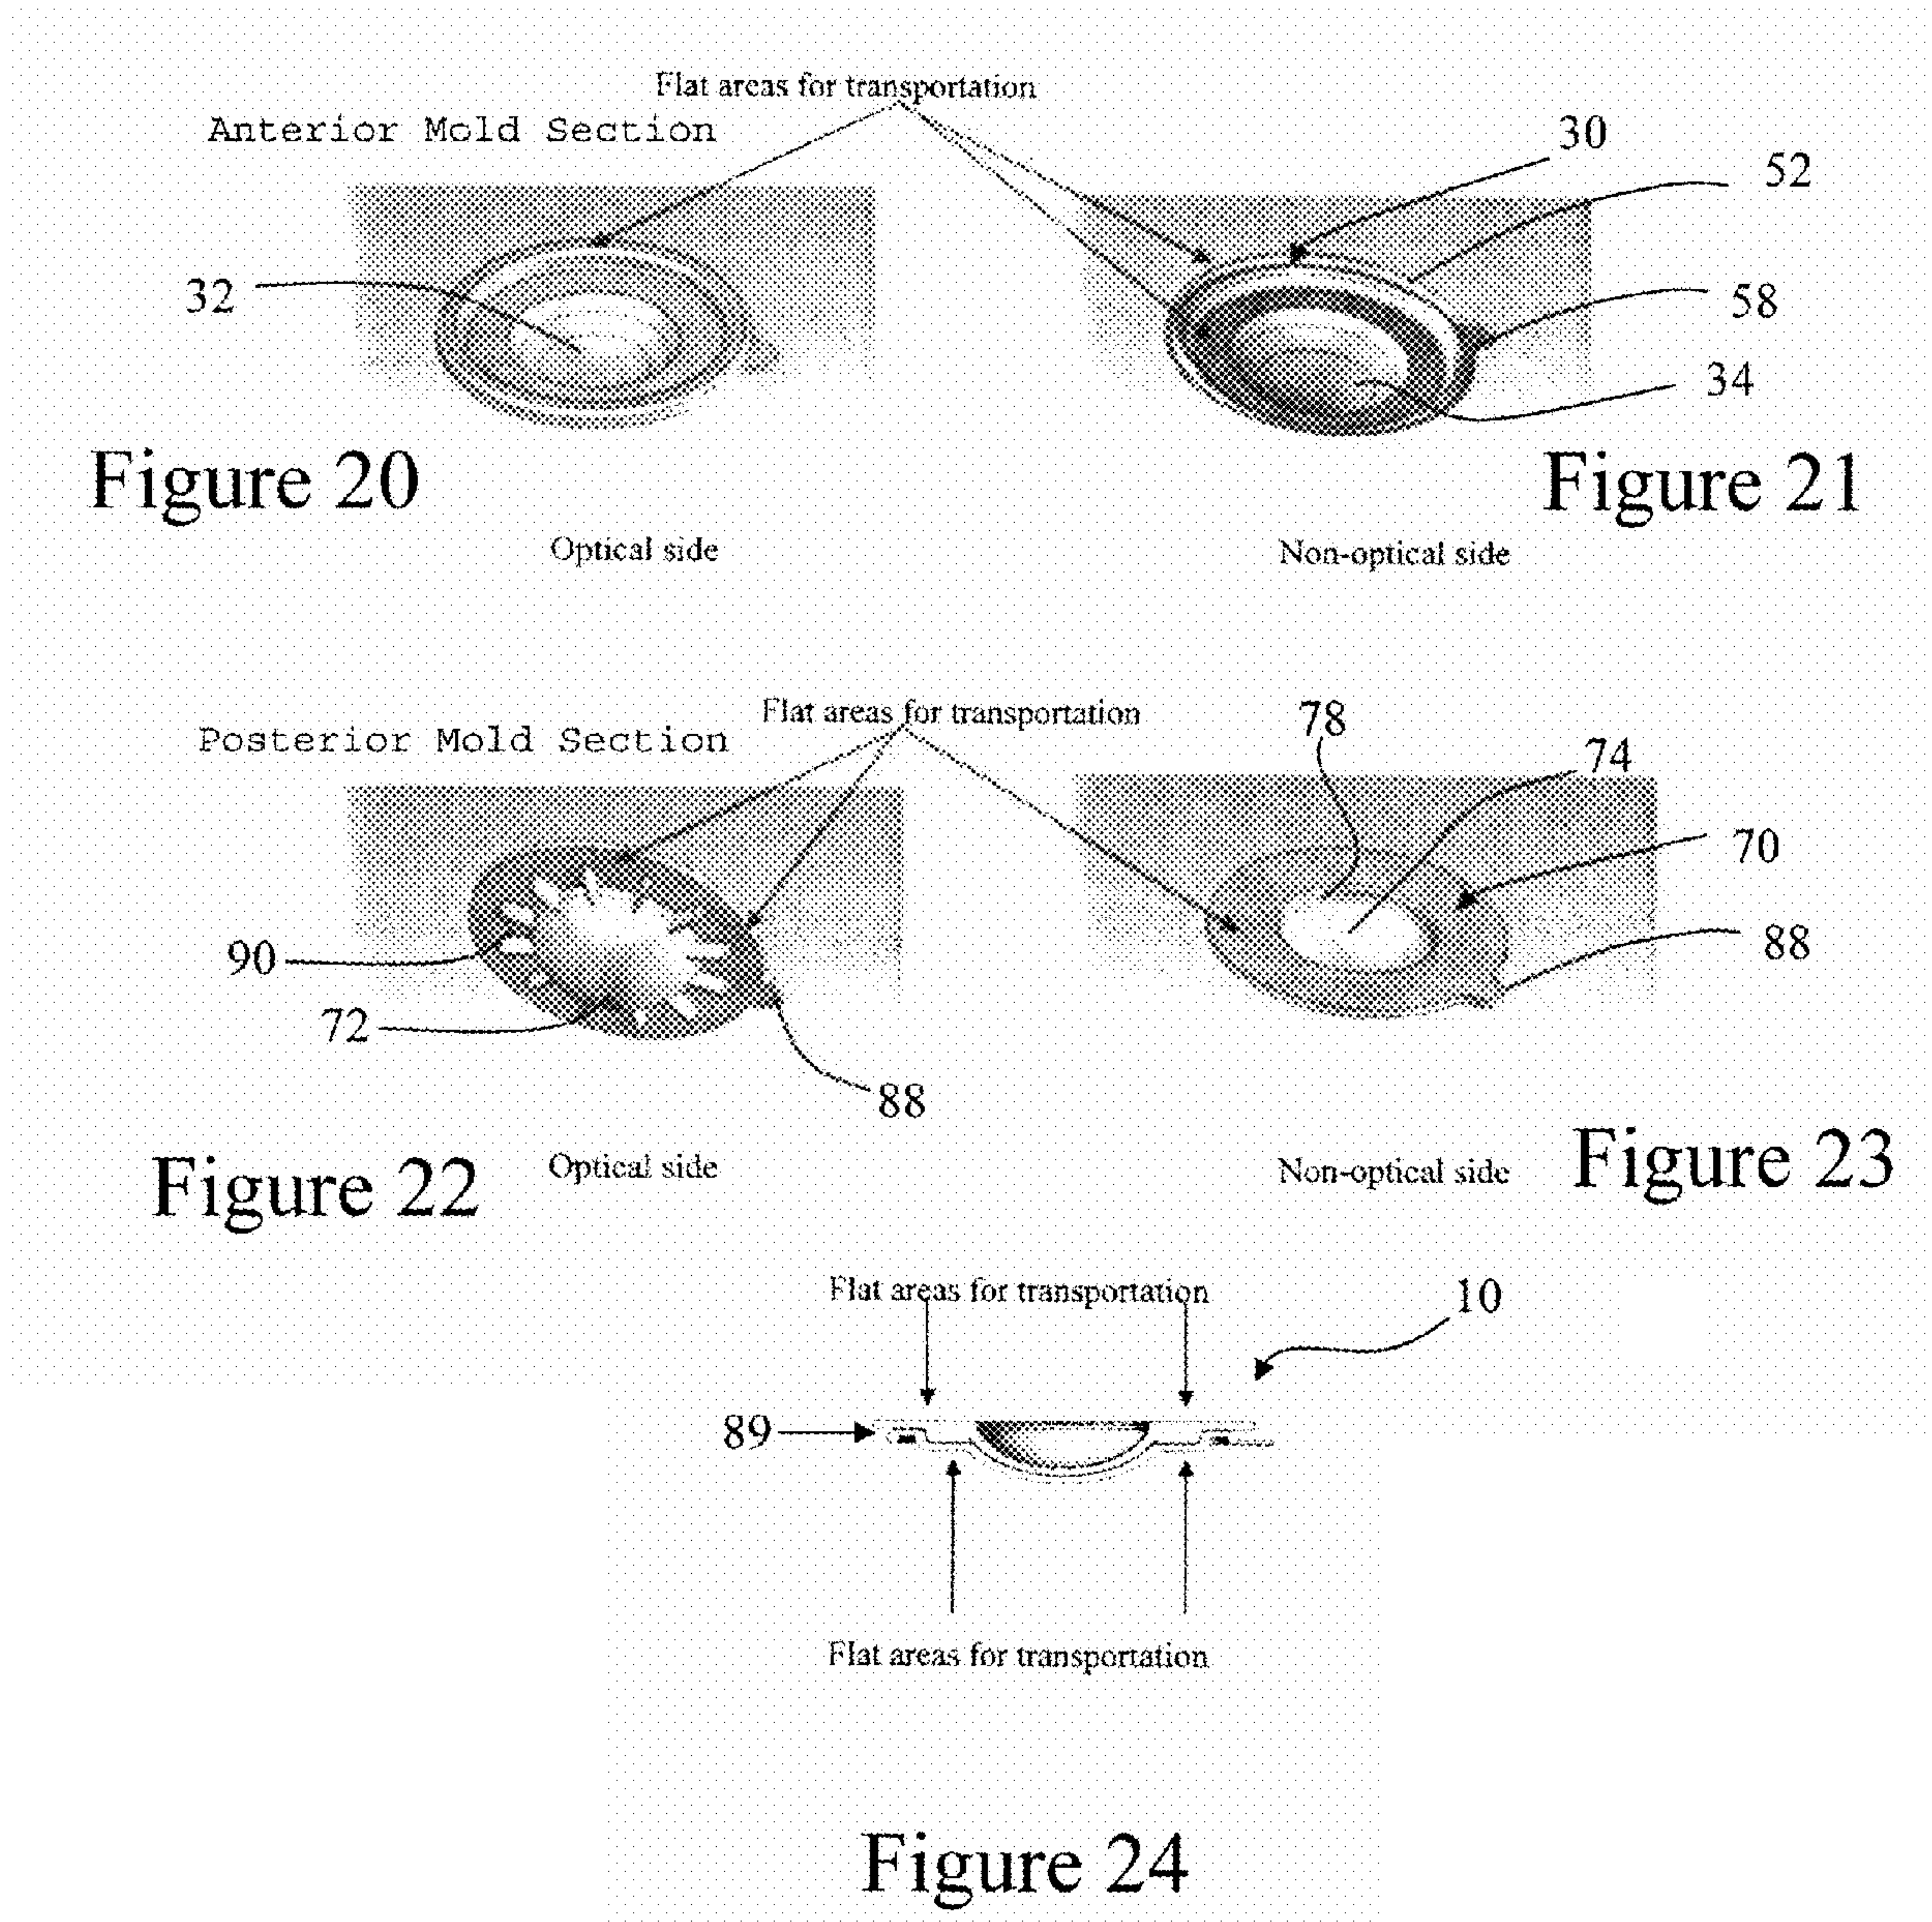 Flat areas for transportation
Anterior Mold Section
30
52
32
58
34
Figure 20
Figure 21
Optical side
Non-optical side
Flat areas for transportation
78
Posterior Mold Section
74
70
90
88
72
88
Figure 22
Optical side
Non-optical side
Figure 23
Flat areas for transportation
10
89
Flat areas for transportation
Figure 24